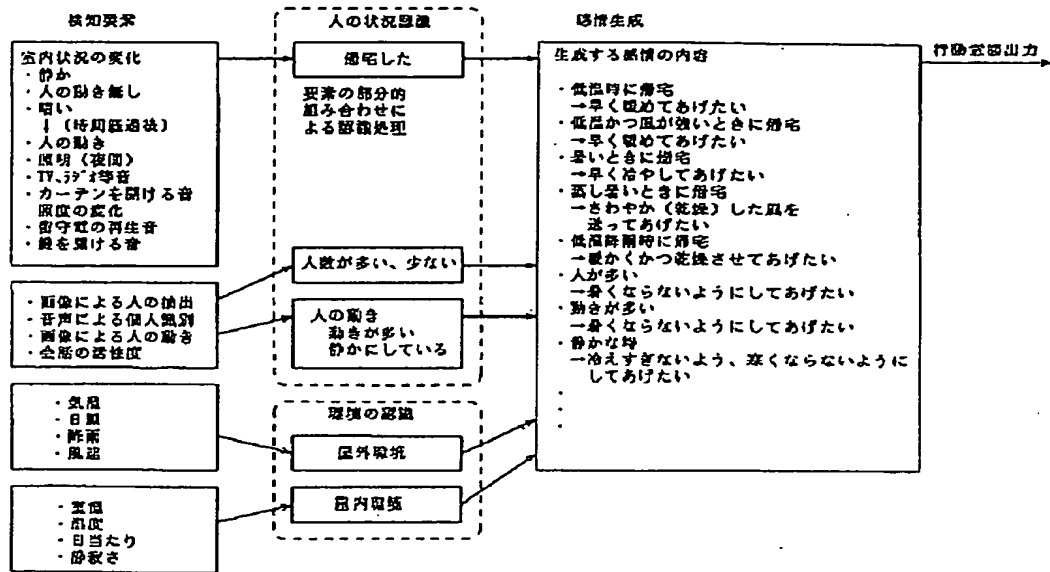 検知要素
室内状況の変化
・静か
・人の動き無し
・暗い
↓（時間経過後）
・人の動き
・照明（夜間）
・TV、ラジオ等音
・カーテンを開ける音
照度の変化
・留守電の再生音
・鍵を開ける音
・画像による人の抽出
・音声による個人識別
・画像による人の動き
・会話の活性度
・気温
・日照
・降雨
・風速
・室温
・湿度
・日当たり
・静寂さ
人の状況認識
帰宅した
要素の部分的
組み合わせに
よる認識処理
人数が多い、少ない
人の動き
動きが多い
静かにしている
環境の認識
屋外環境
室内環境
感情生成
生成する感情の内容
・低温時に帰宅
→早く暖めてあげたい
・低温かつ風が強いときに帰宅
→早く暖めてあげたい
・暑いときに帰宅
→早く冷やしてあげたい
・蒸し暑いときに帰宅
→さわやか（乾燥）した風を
送ってあげたい
・低温降雨時に帰宅
→暖かくかつ乾燥させてあげたい
・人が多い
→暑くならないようにしてあげたい
・動きが多い
→暑くならないようにしてあげたい
・静かな時
→冷えすぎないよう、寒くならないように
してあげたい
・
・
・
行動意図出力